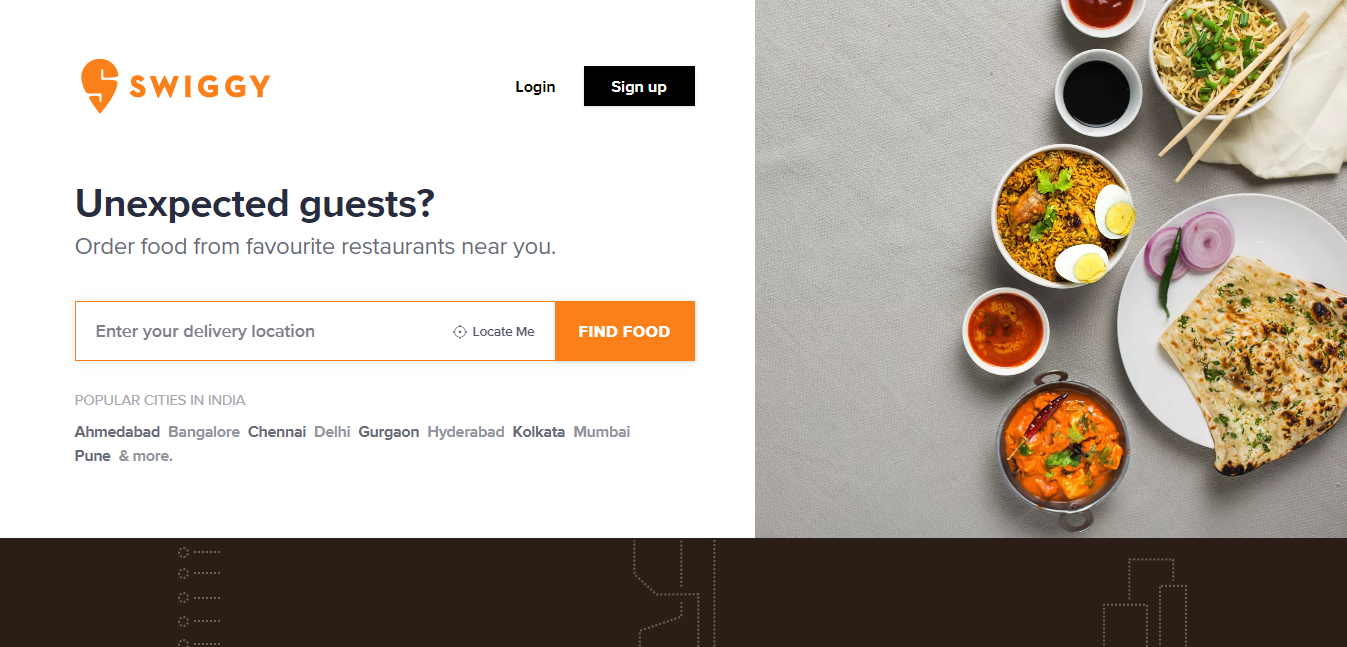 SWIGGY
Login
Sign up
Unexpected guests?
Order food from favourite restaurants near you.
Enter your delivery location
Locate Me
FIND FOOD
POPULAR CITIES IN INDIA
Ahmedabad Bangalore Chennai Delhi Gurgaon Hyderabad Kolkata Mumbai
Pune & more.